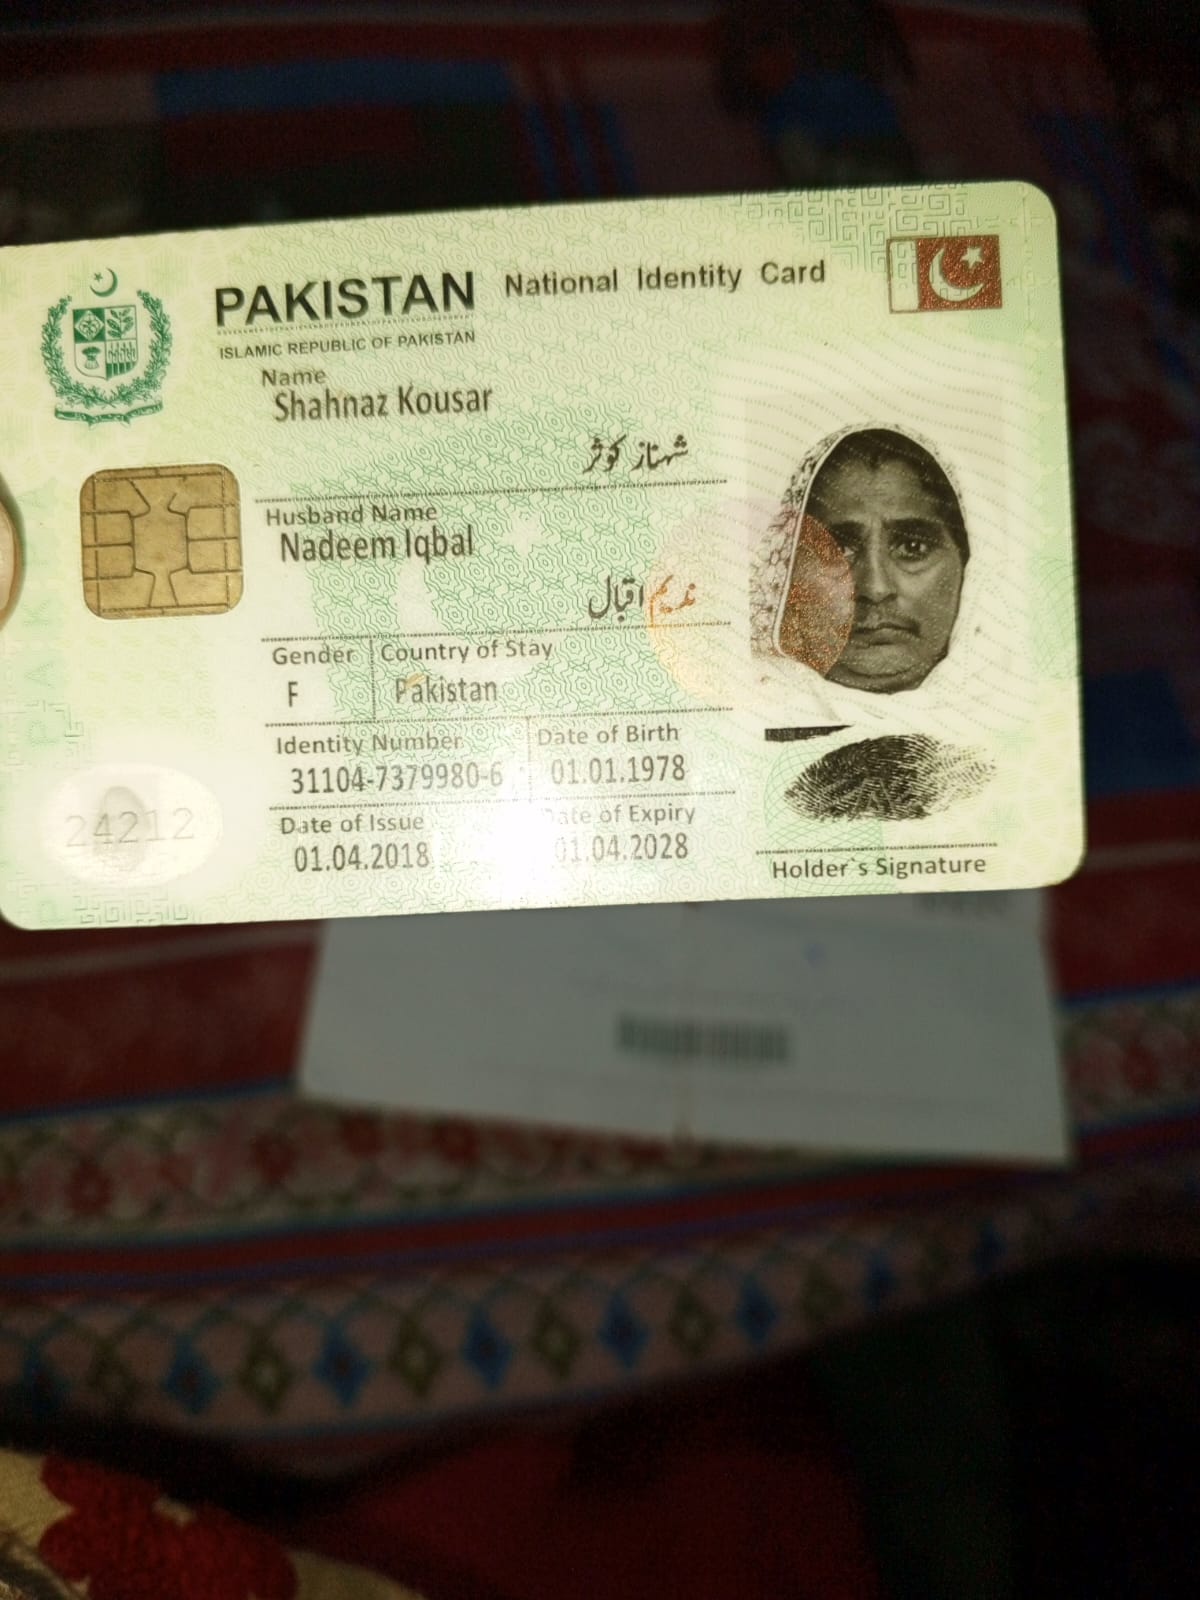 PAKISTAN National Identity Card
ISLAMIC REPUBLIC OF PAKISTAN
Name
Shahnaz Kousar
شہناز کوثر
Husband Name
Nadeem Iqbal
ندیم اقبال
Gender Country of Stay
F Pakistan
Identity Number Date of Birth
31104-7379980-6 01.01.1978
Date of Issue Date of Expiry
01.04.2018 01.04.2028
24212
Holder`s Signature